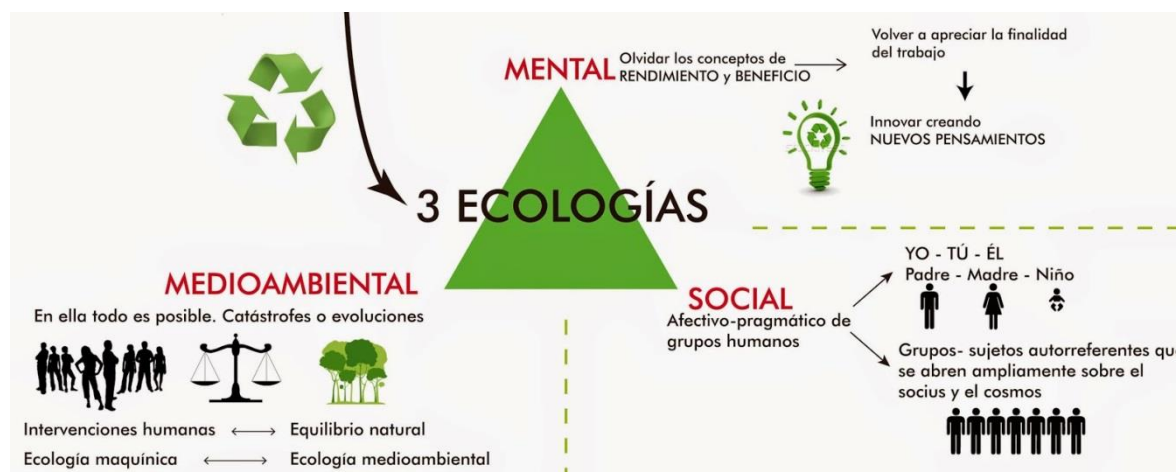 MENTAL
Olvidar los conceptos de
RENDIMIENTO y BENEFICIO
Volver a apreciar la finalidad
del trabajo
Innovar creando
NUEVOS PENSAMIENTOS
3 ECOLOGÍAS
MEDIOAMBIENTAL
En ella todo es posible. Catástrofes o evoluciones
Intervenciones humanas
Equilibrio natural
Ecología maquínica
Ecología medioambiental
SOCIAL
Afectivo-pragmático de
grupos humanos
YO - TÚ - ÉL
Padre - Madre - Niño
Grupos- sujetos autorreferentes qu
se abren ampliamente sobre el
socius y el cosmos